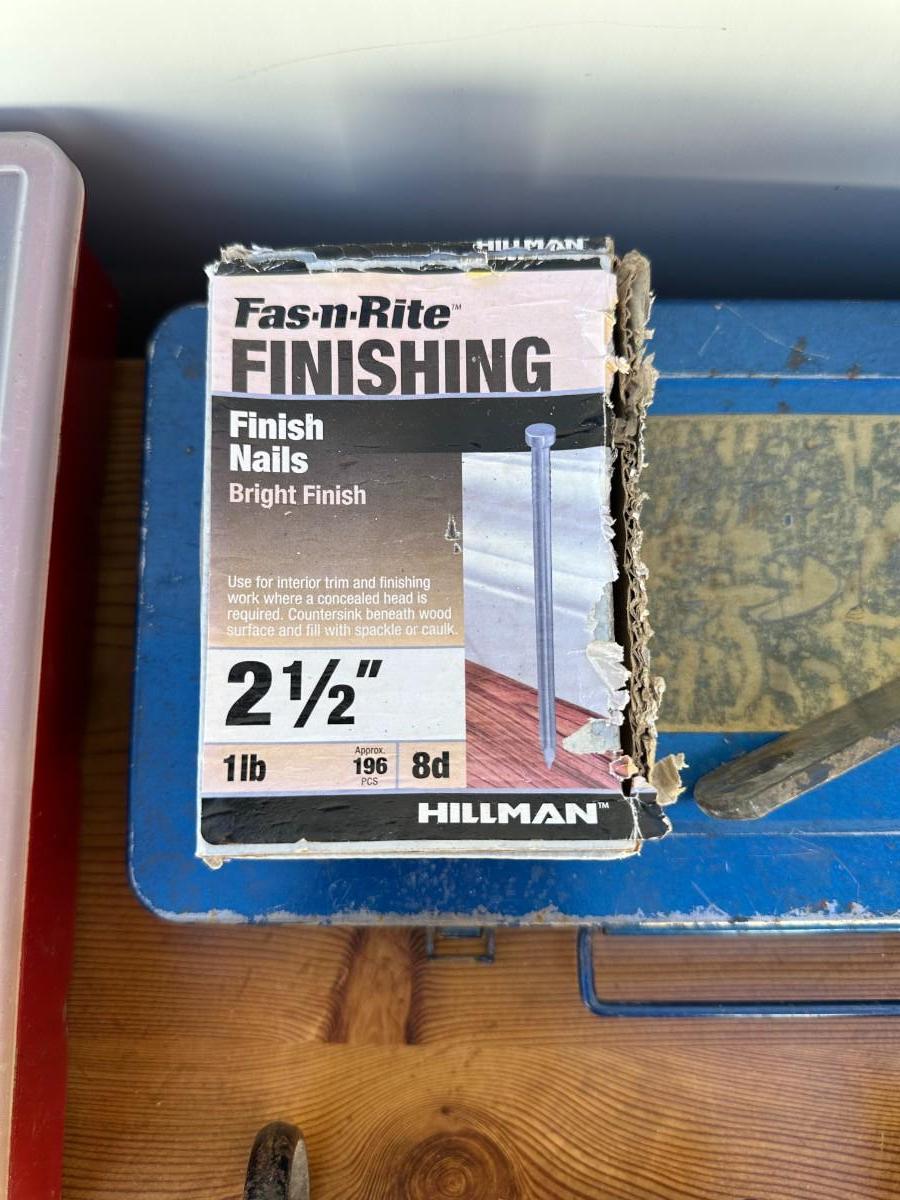 HILLMAN
Fas·n·Rite™
FINISHING
Finish
Nails
Bright Finish
Use for interior trim and finishing
work where a concealed head is
required. Countersink beneath wood
surface and fill with spackle or caulk.
2½"
1lb
Approx.
196
PCS
8d
HILLMAN™